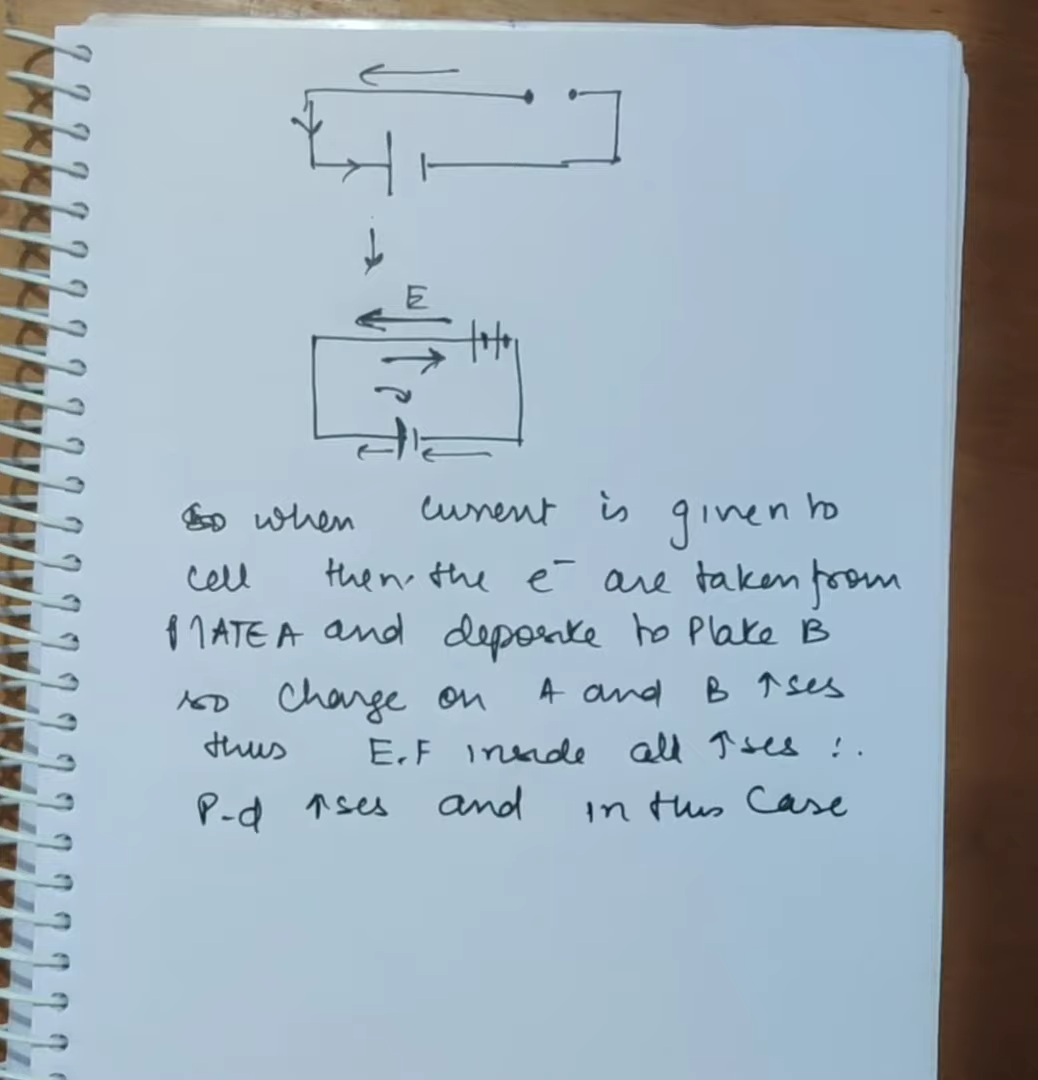 E
so when current is given to
cell then the e⁻ are taken from
PLATE A and deposite to Plate B
so charge on A and B ↑ses
thus E.F inside all ↑ses ∴
P-d ↑ses and in this Case